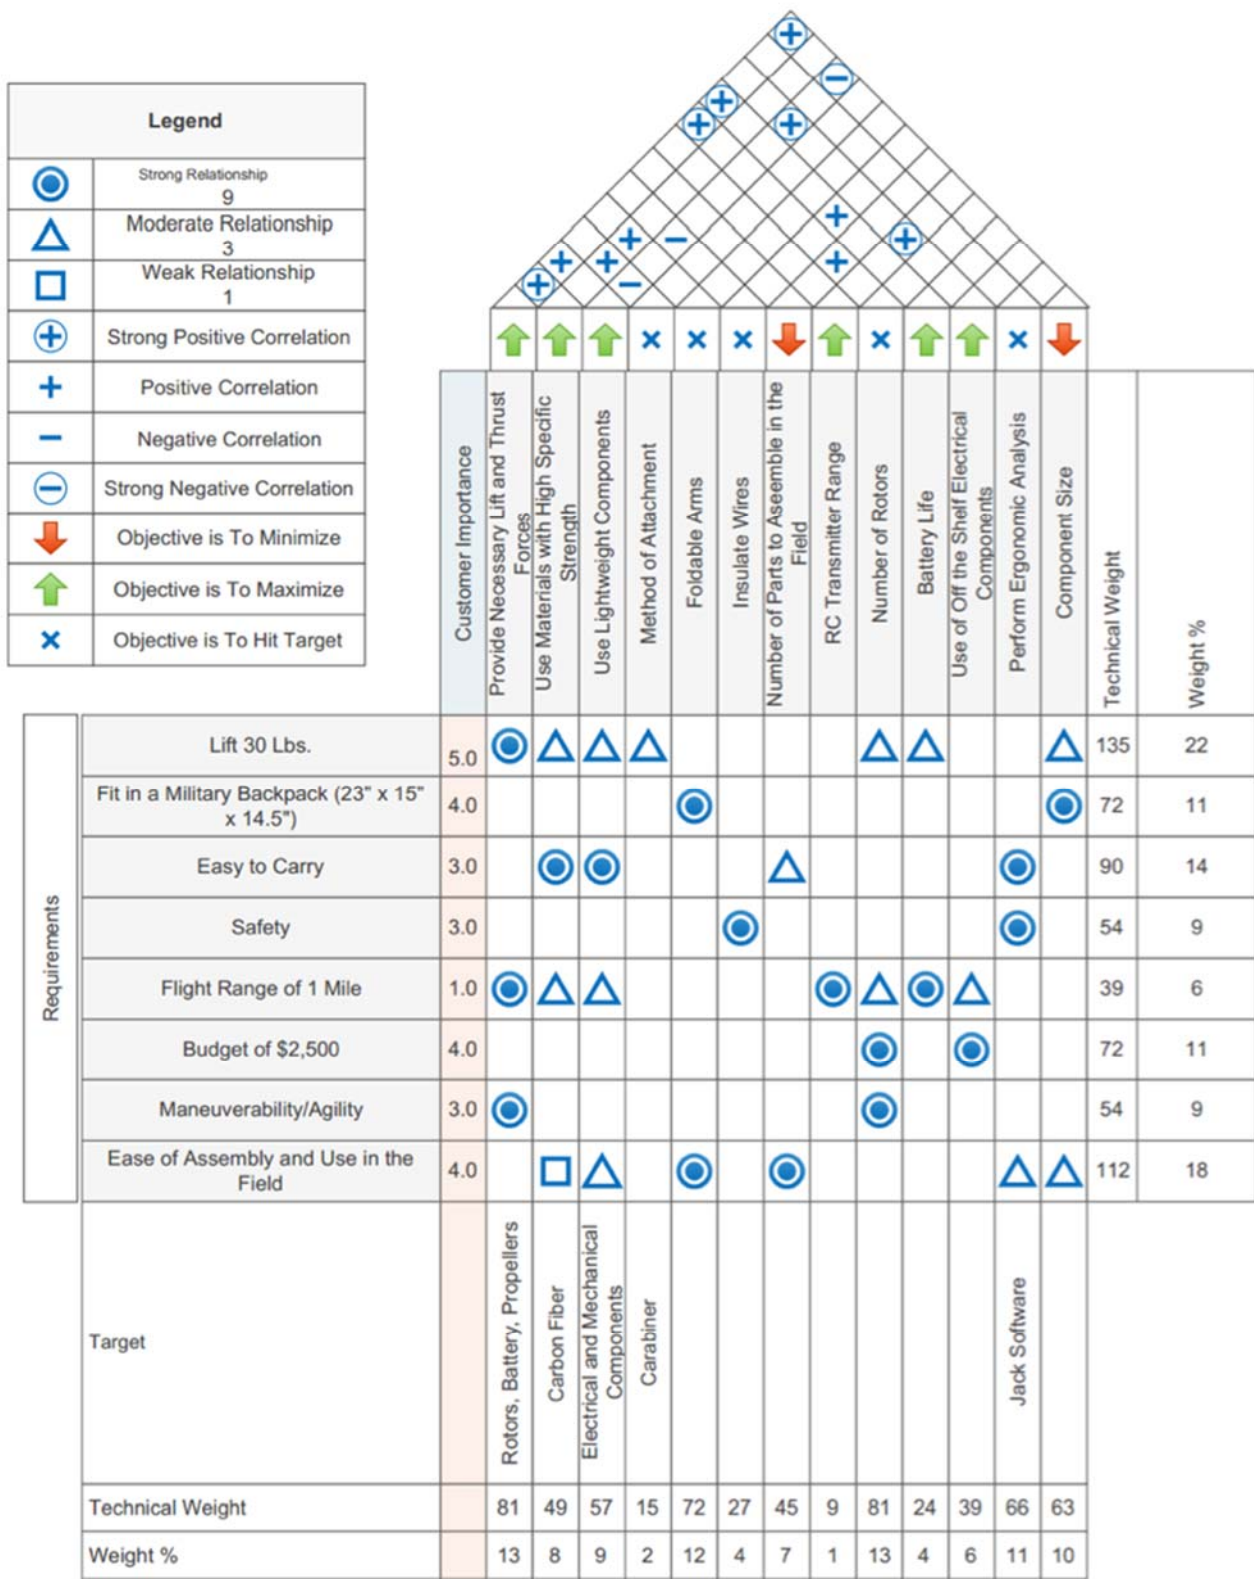 Legend
Strong Relationship
9
Moderate Relationship
3
Weak Relationship
1
Strong Positive Correlation
Positive Correlation
Negative Correlation
Strong Negative Correlation
Objective is To Minimize
Objective is To Maximize
Objective is To Hit Target
Customer Importance
Provide Necessary Lift and Thrust
Forces
Use Materials with High Specific
Strength
Use Lightweight Components
Method of Attachment
Foldable Arms
Insulate Wires
Number of Parts to Aseemble in the
Field
RC Transmitter Range
Number of Rotors
Battery Life
Use of Off the Shelf Electrical
Components
Perform Ergonomic Analysis
Component Size
Technical Weight
Weight %
Requirements
Lift 30 Lbs.
5.0
135
22
Fit in a Military Backpack (23" x 15"
x 14.5")
4.0
72
11
Easy to Carry
3.0
90
14
Safety
3.0
54
9
Flight Range of 1 Mile
1.0
39
6
Budget of $2,500
4.0
72
11
Maneuverability/Agility
3.0
54
9
Ease of Assembly and Use in the
Field
4.0
112
18
Target
Rotors, Battery, Propellers
Carbon Fiber
Electrical and Mechanical
Components
Carabiner
Jack Software
Technical Weight 81 49 57 15 72 27 45 9 81 24 39 66 63
Weight % 13 8 9 2 12 4 7 1 13 4 6 11 10